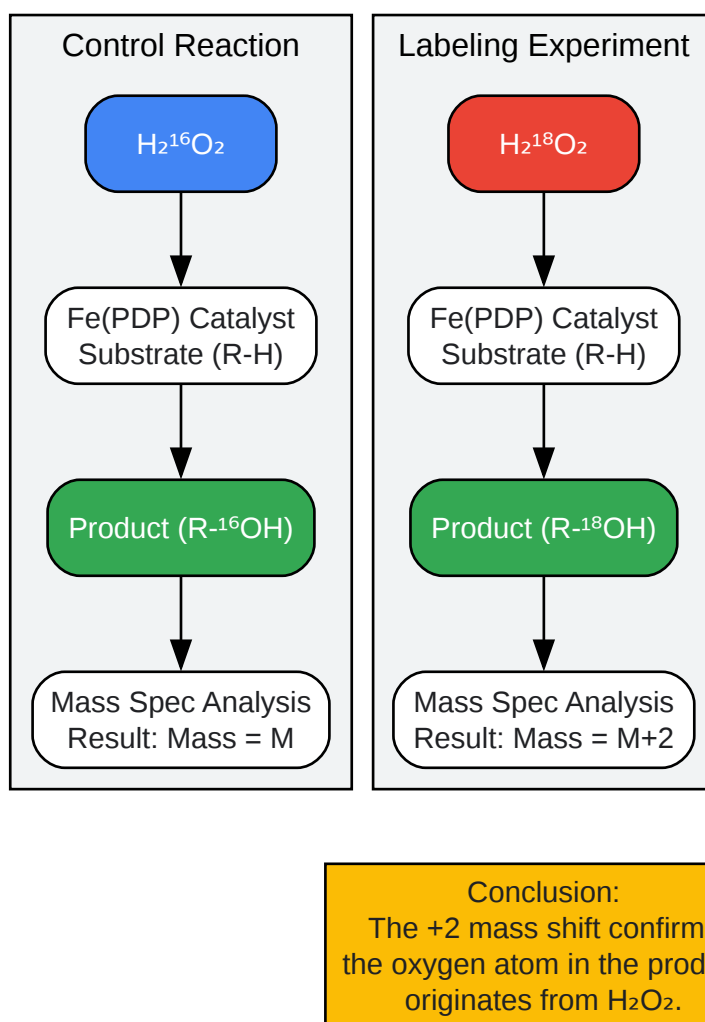 Control Reaction
H₂¹⁶O₂
Fe(PDP) Catalyst
Substrate (R-H)
Product (R-¹⁶OH)
Mass Spec Analysis
Result: Mass = M
Labeling Experiment
H₂¹⁸O₂
Fe(PDP) Catalyst
Substrate (R-H)
Product (R-¹⁸OH)
Mass Spec Analysis
Result: Mass = M+2
Conclusion:
The +2 mass shift confirm
the oxygen atom in the prod
originates from H₂O₂.